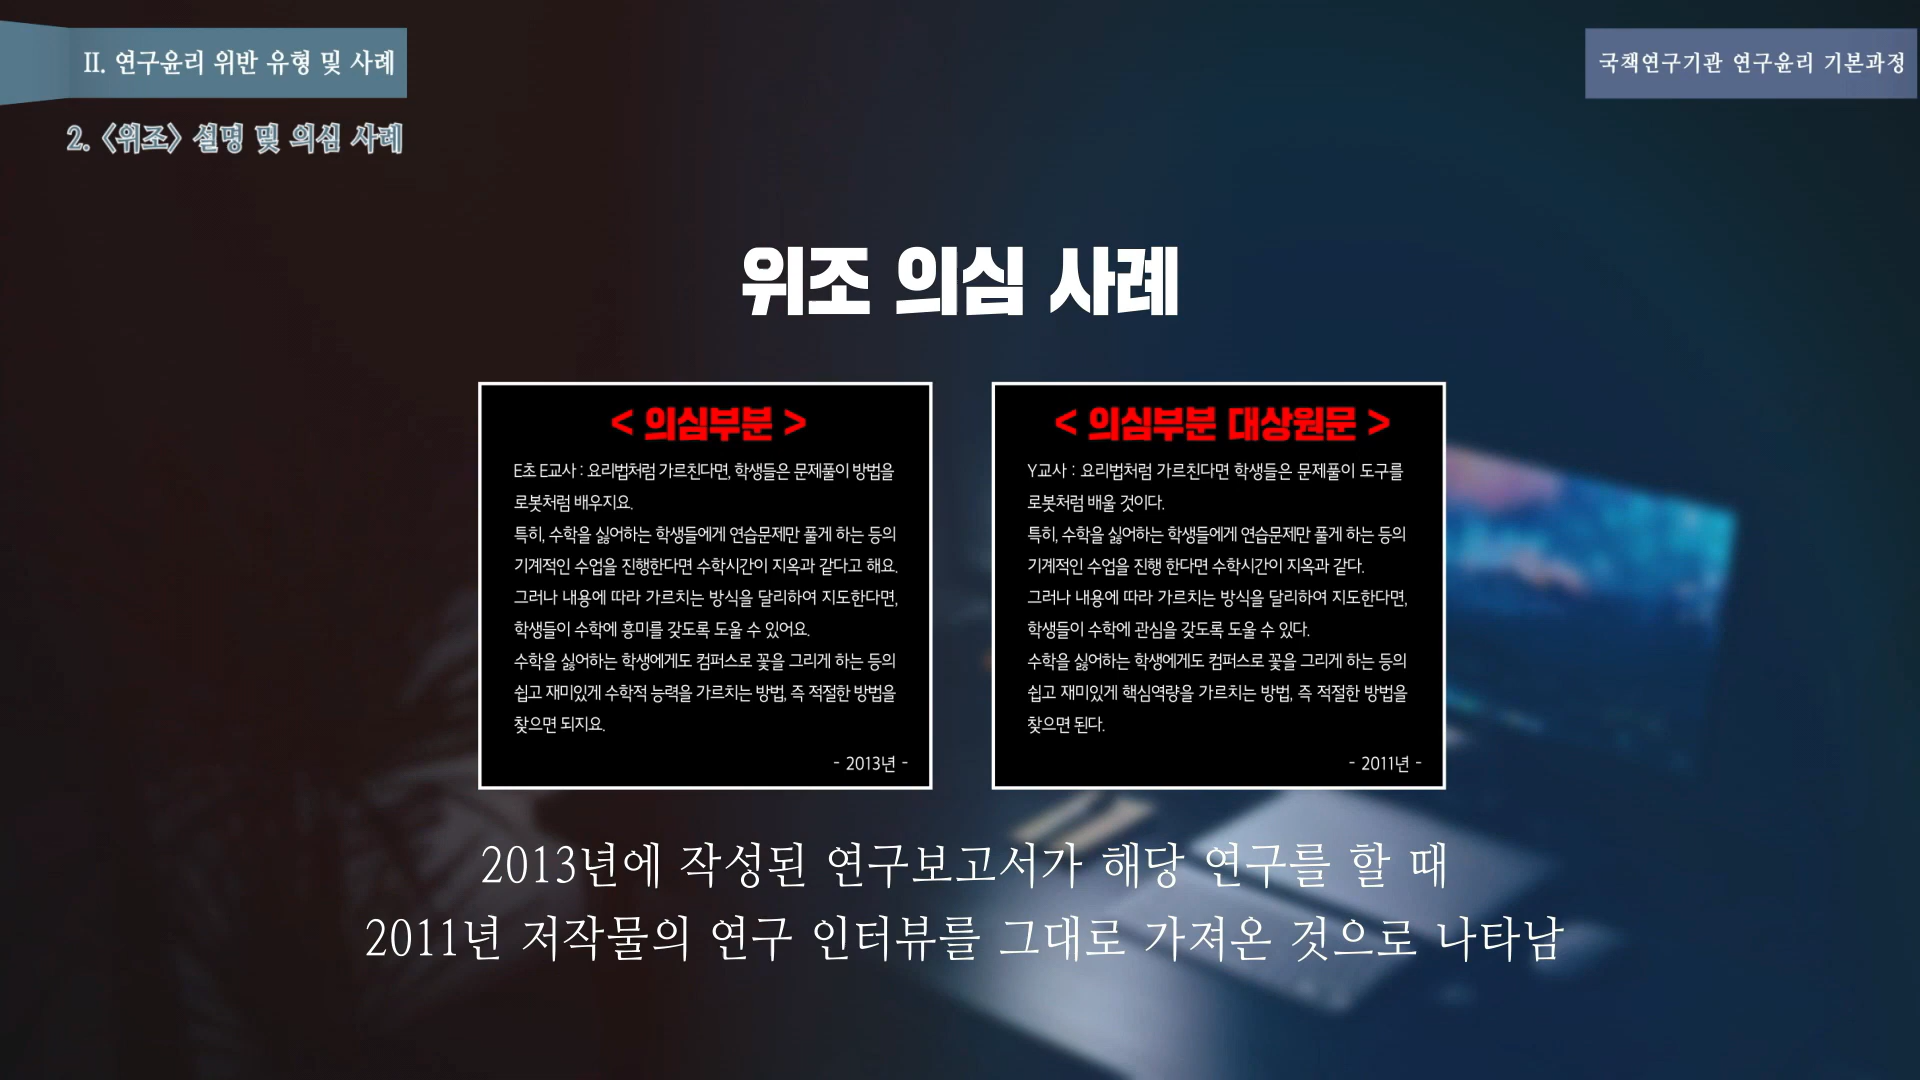 II. 연구윤리 위반 유형 및 사례
국책연구기관 연구윤리 기본과정
2. <위조> 설명 및 의심 사례
위조 의심 사례
< 의심부분 >
E초 E교사 : 요리법처럼 가르친다면, 학생들은 문제풀이 방법을
로봇처럼 배우지요.
특히, 수학을 싫어하는 학생들에게 연습문제만 풀게 하는 등의
기계적인 수업을 진행한다면 수학시간이 지옥과 같다고 해요.
그러나 내용에 따라 가르치는 방식을 달리하여 지도한다면,
학생들이 수학에 흥미를 갖도록 도울 수 있어요.
수학을 싫어하는 학생에게도 컴퍼스로 꽃을 그리게 하는 등의
쉽고 재미있게 수학적 능력을 가르치는 방법, 즉 적절한 방법을
찾으면 되지요.
- 2013년 -
< 의심부분 대상원문 >
Y교사 : 요리법처럼 가르친다면 학생들은 문제풀이 도구를
로봇처럼 배울 것이다.
특히, 수학을 싫어하는 학생들에게 연습문제만 풀게 하는 등의
기계적인 수업을 진행 한다면 수학시간이 지옥과 같다.
그러나 내용에 따라 가르치는 방식을 달리하여 지도한다면,
학생들이 수학에 관심을 갖도록 도울 수 있다.
수학을 싫어하는 학생에게도 컴퍼스로 꽃을 그리게 하는 등의
쉽고 재미있게 핵심역량을 가르치는 방법, 즉 적절한 방법을
찾으면 된다.
- 2011년 -
2013년에 작성된 연구보고서가 해당 연구를 할 때
2011년 저작물의 연구 인터뷰를 그대로 가져온 것으로 나타남